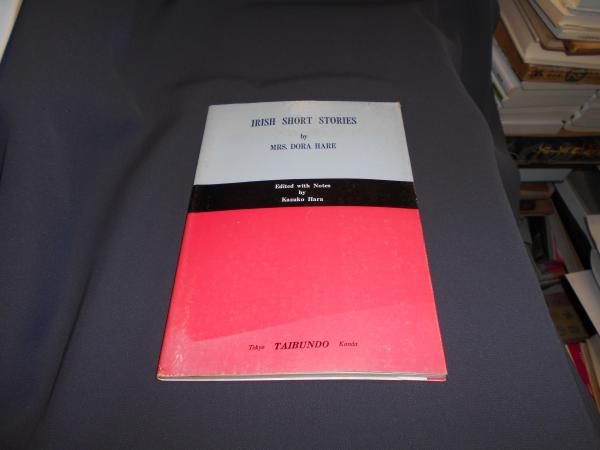 IRISH SHORT STORIES
by
MRS. DORA HARE
Edited with Notes
by
Kazuko Hara
Tokyo TAIBUNDO Kanda